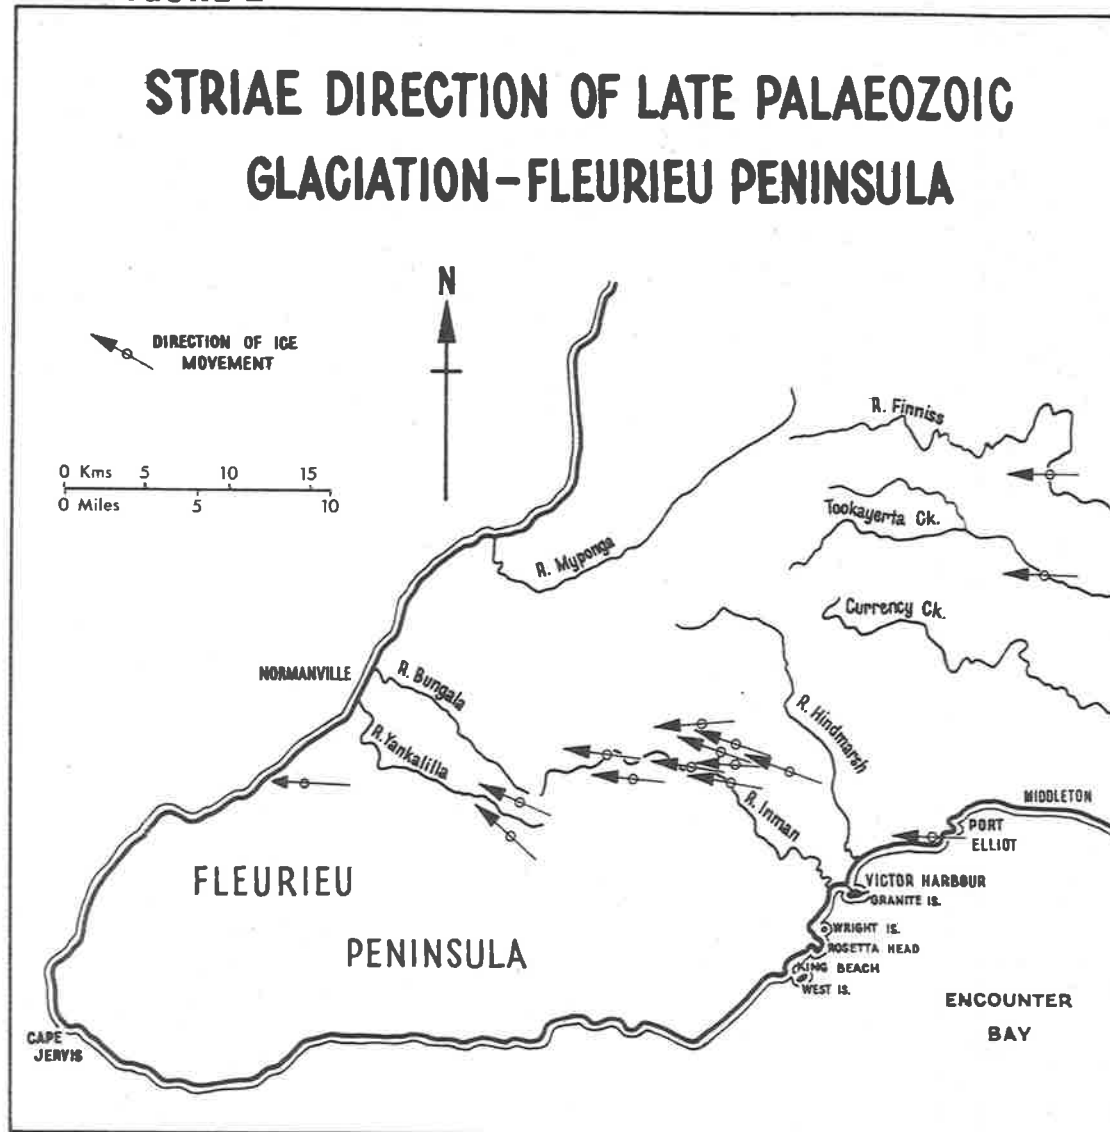 STRIAE DIRECTION OF LATE PALAEOZOIC
GLACIATION-FLEURIEU PENINSULA
N
DIRECTION OF ICE
MOVEMENT
0 Kms 5 10 15
0 Miles 5 10
R. Finniss
Tookayerta Ck.
R. Myponga
Currency Ck.
NORMANVILLE
R. Bungala
R. Yankalilla
R. Hindmarsh
R. Inman
MIDDLETON
PORT
ELLIOT
FLEURIEU
PENINSULA
VICTOR HARBOUR
GRANITE IS.
WRIGHT IS.
ROSETTA HEAD
KING BEACH
WEST IS.
ENCOUNTER
BAY
CAPE
JERVIS